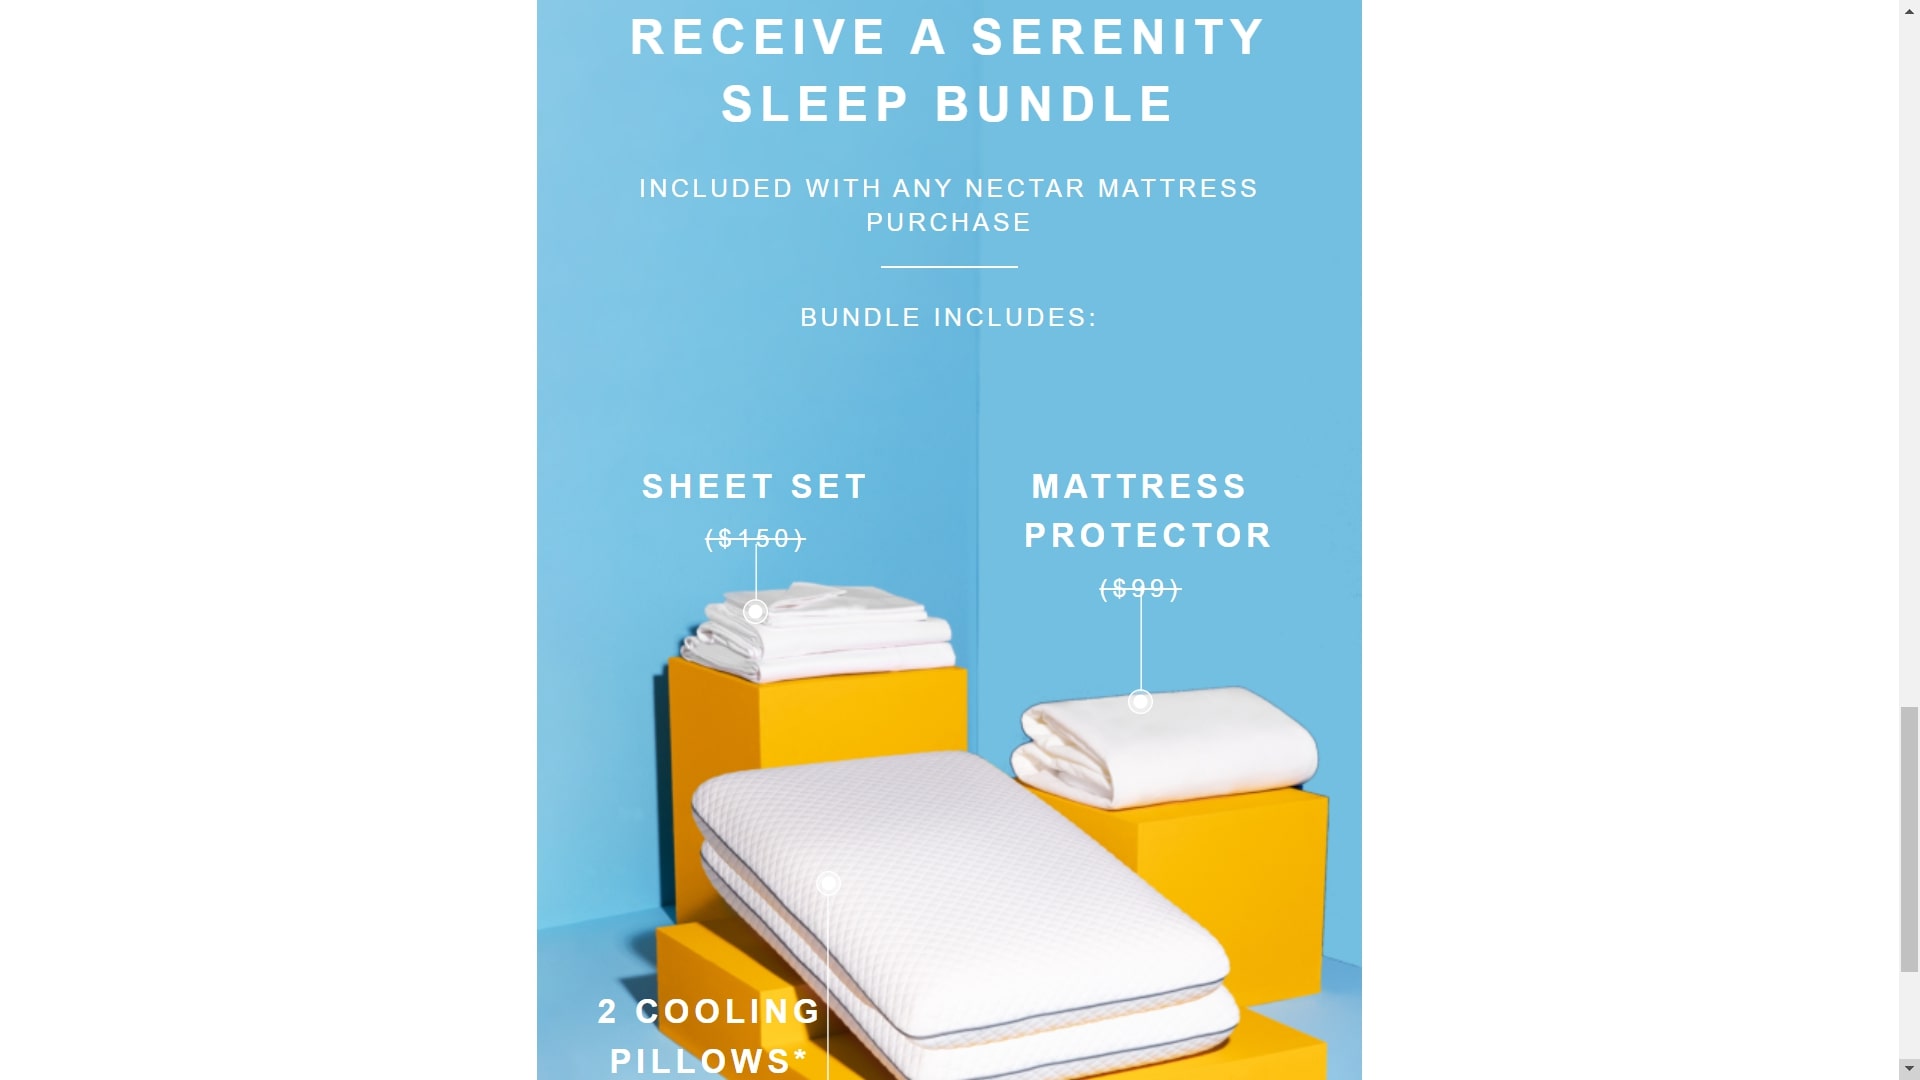 RECEIVE A SERENITY
SLEEP BUNDLE
INCLUDED WITH ANY NECTAR MATTRESS
PURCHASE
BUNDLE INCLUDES:
SHEET SET
($150)
MATTRESS
PROTECTOR
($99)
2 COOLING
PILLOWS*